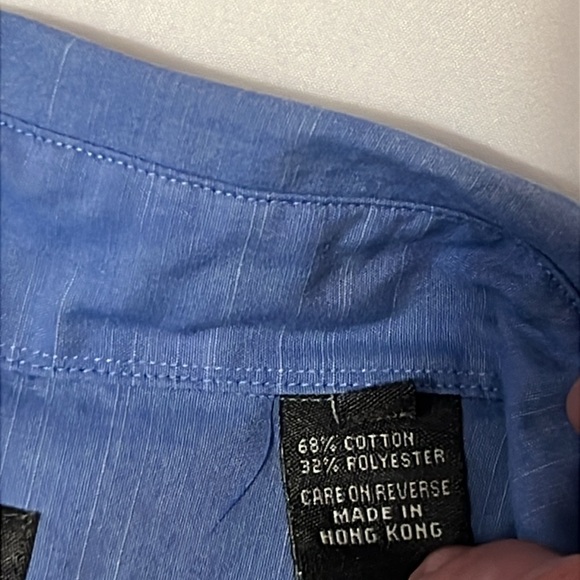 68% COTTON
32% POLYESTER
CARE ON REVERSE
MADE IN
HONG KONG